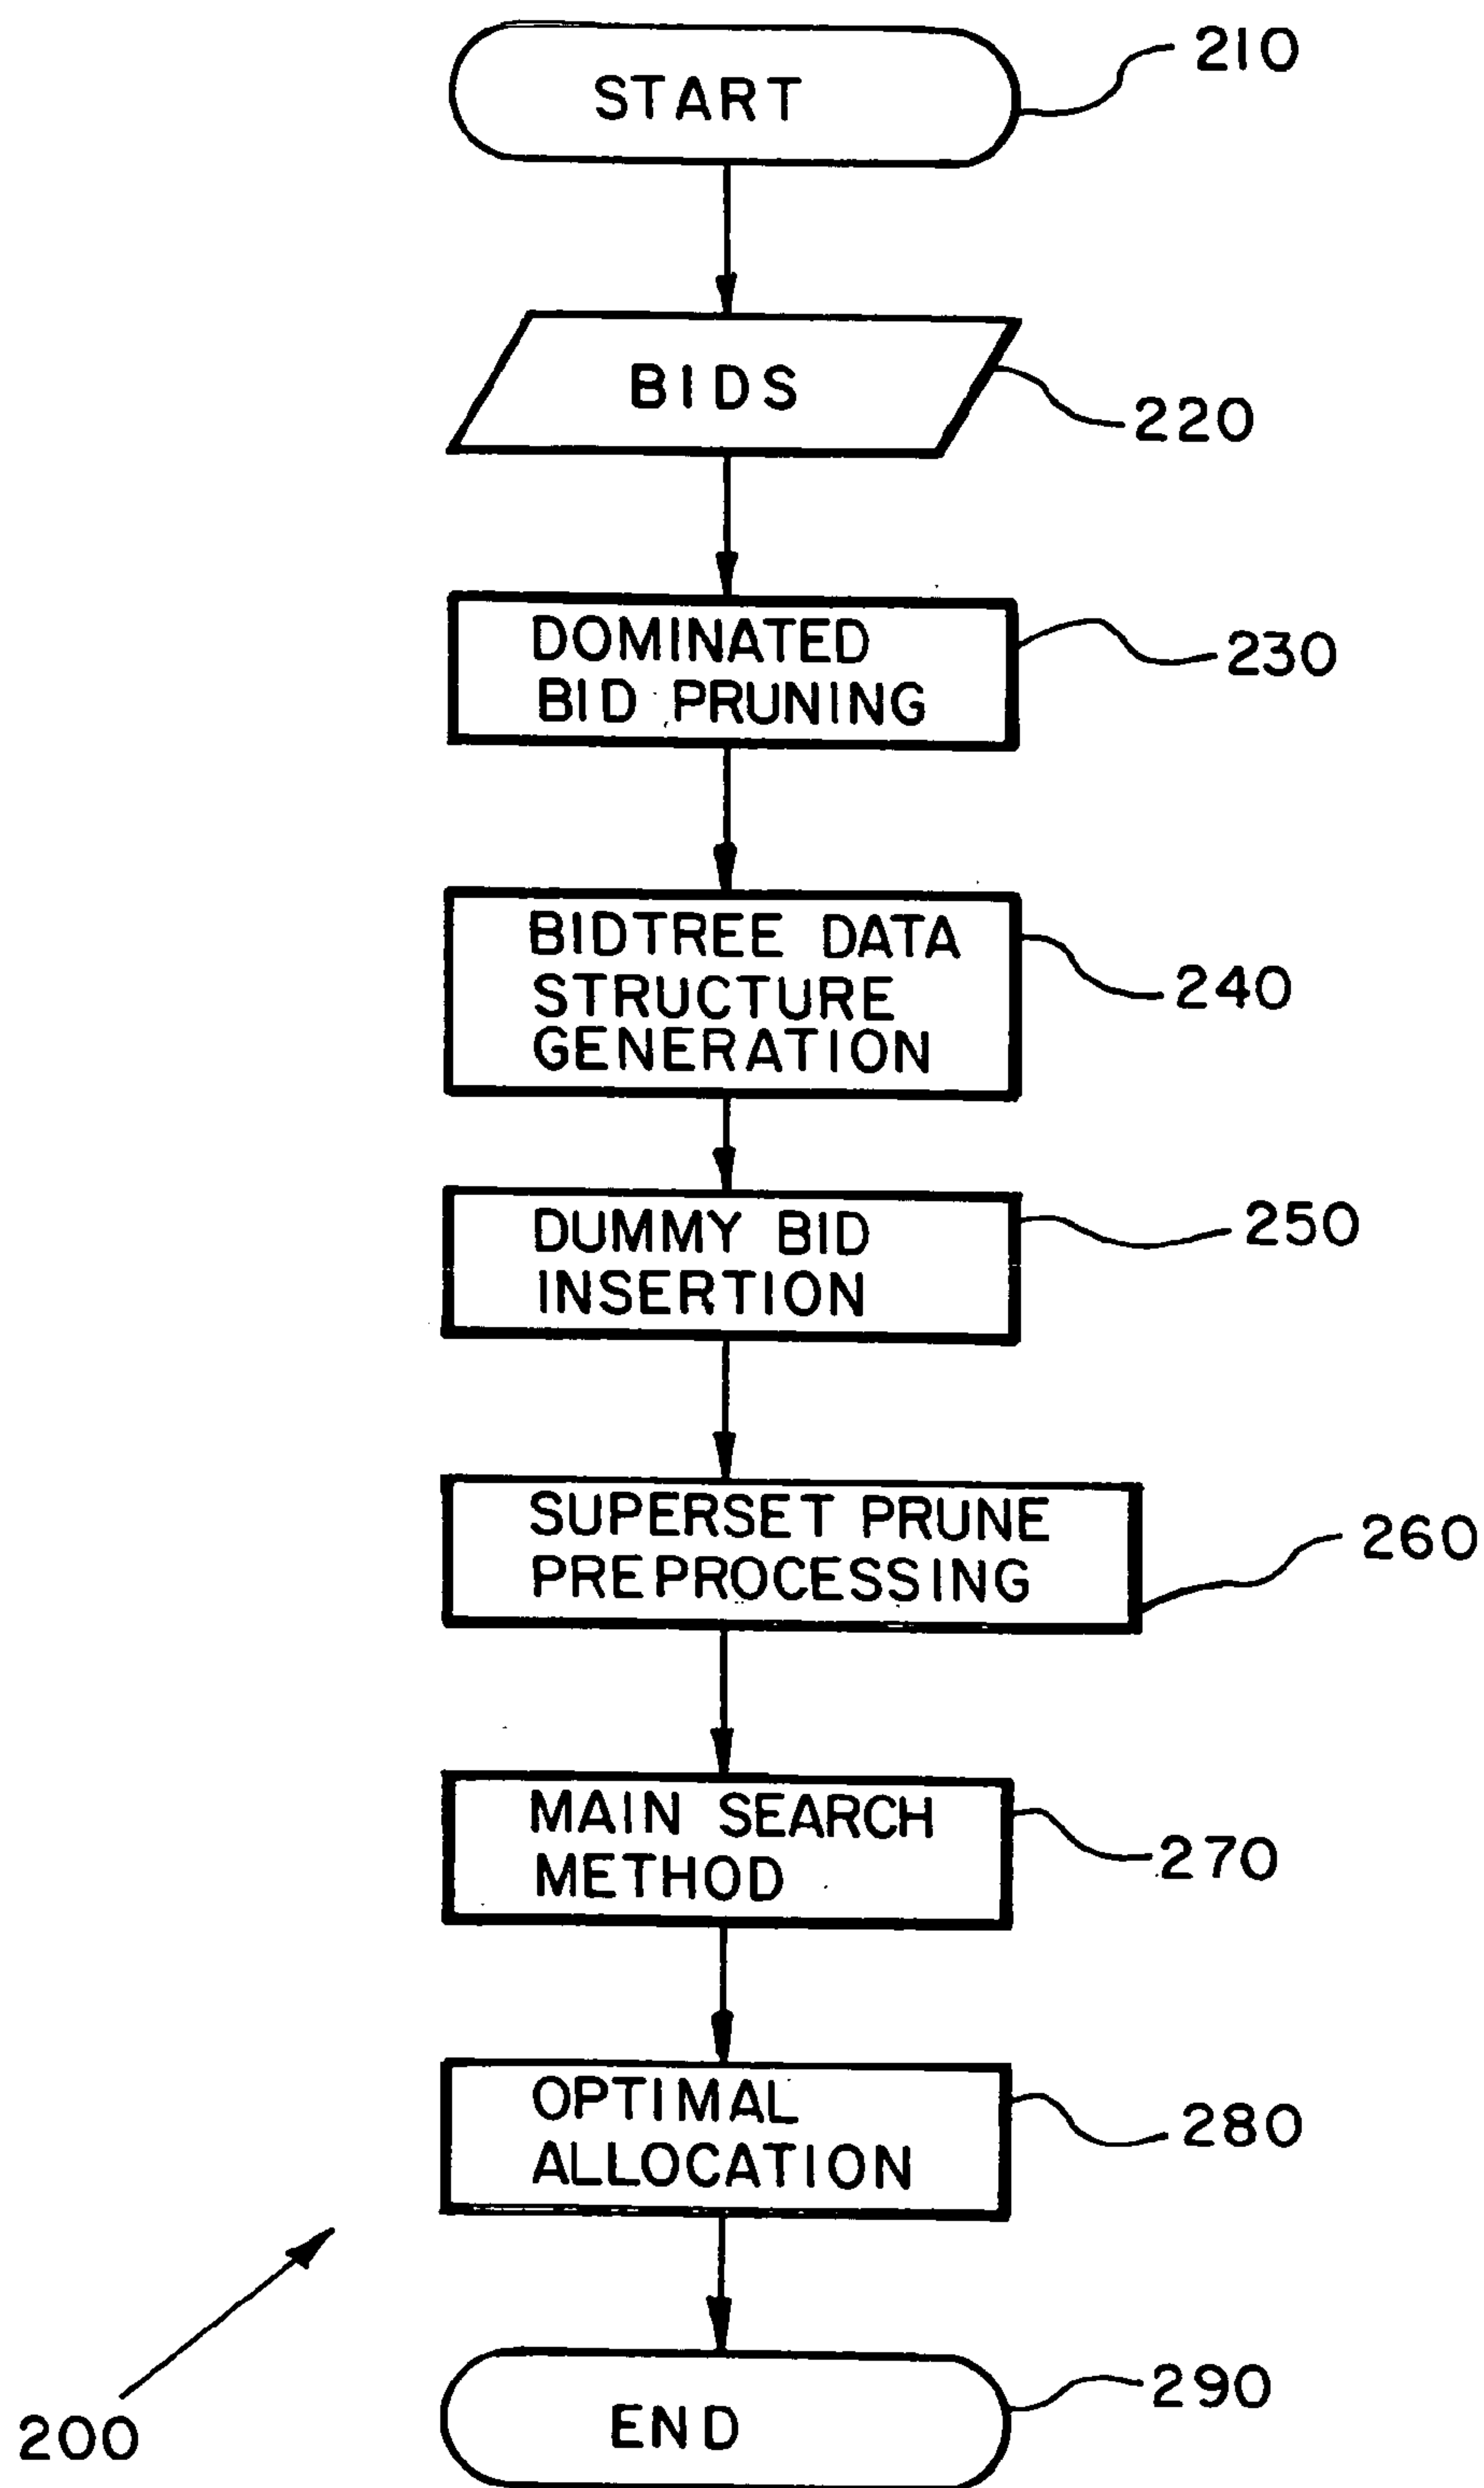 START
210
BIDS
220
DOMINATED
BID PRUNING
230
BIDTREE DATA
STRUCTURE
GENERATION
240
DUMMY BID
INSERTION
250
SUPERSET PRUNE
PREPROCESSING
260
MAIN SEARCH
METHOD
270
OPTIMAL
ALLOCATION
280
END
290
200